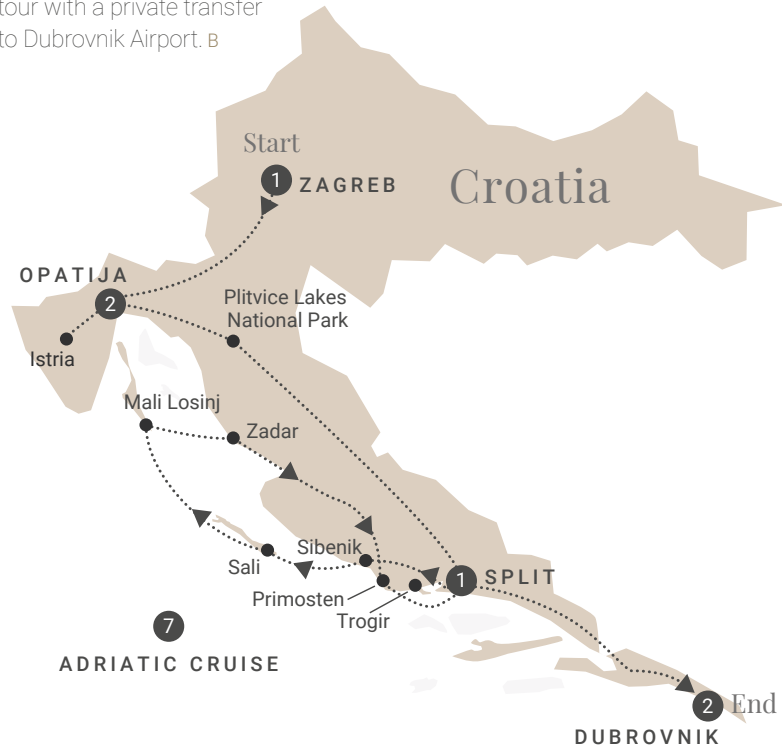 tour with a private transfer
to Dubrovnik Airport. B
Start
1 ZAGREB
Croatia
OPATIJA
2
Plitvice Lakes
National Park
Istria
Mali Losinj
Zadar
Sibenik
Sali
1 SPLIT
Primosten
Trogir
7
ADRIATIC CRUISE
2 End
DUBROVNIK